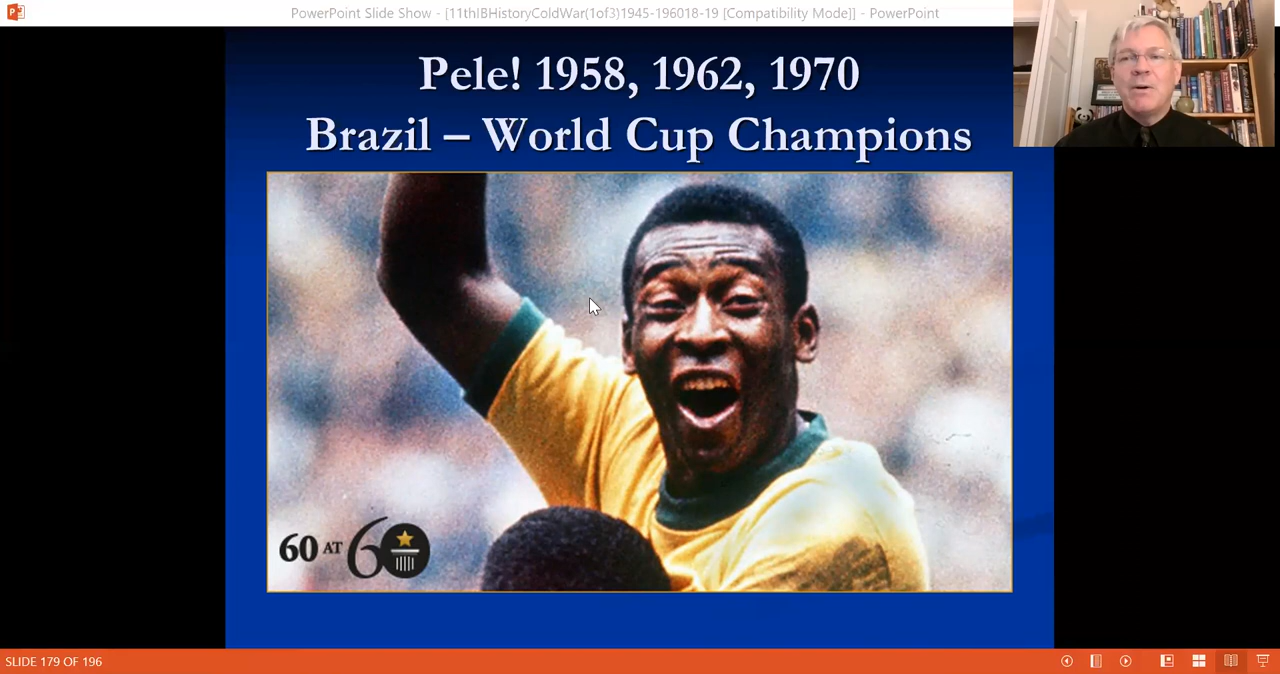 PowerPoint Slide Show - [11thIBHistoryColdWar(1of3)1945-196018-19 [Compatibility Mode]] - PowerPoint
Pele! 1958, 1962, 1970
Brazil – World Cup Champions
60 AT 60
SLIDE 179 OF 196